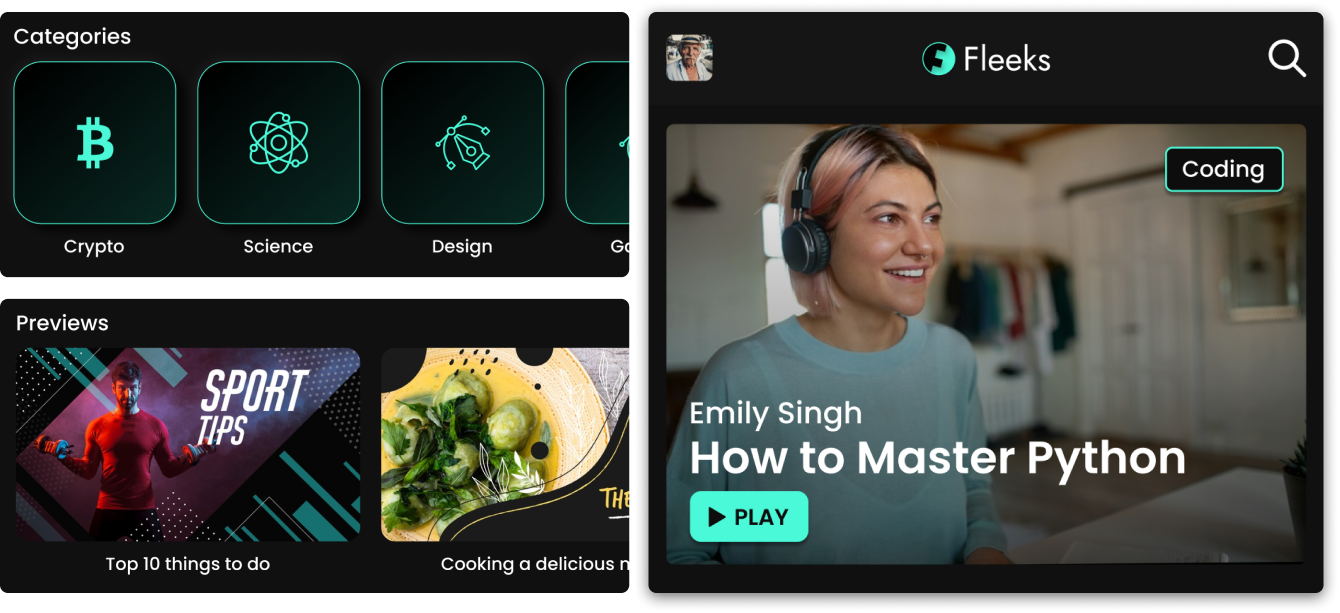 Categories
Crypto
Science
Design
Previews
SPORT
TIPS
Top 10 things to do
THE
Cooking a delicious
Fleeks
Coding
Emily Singh
How to Master Python
PLAY